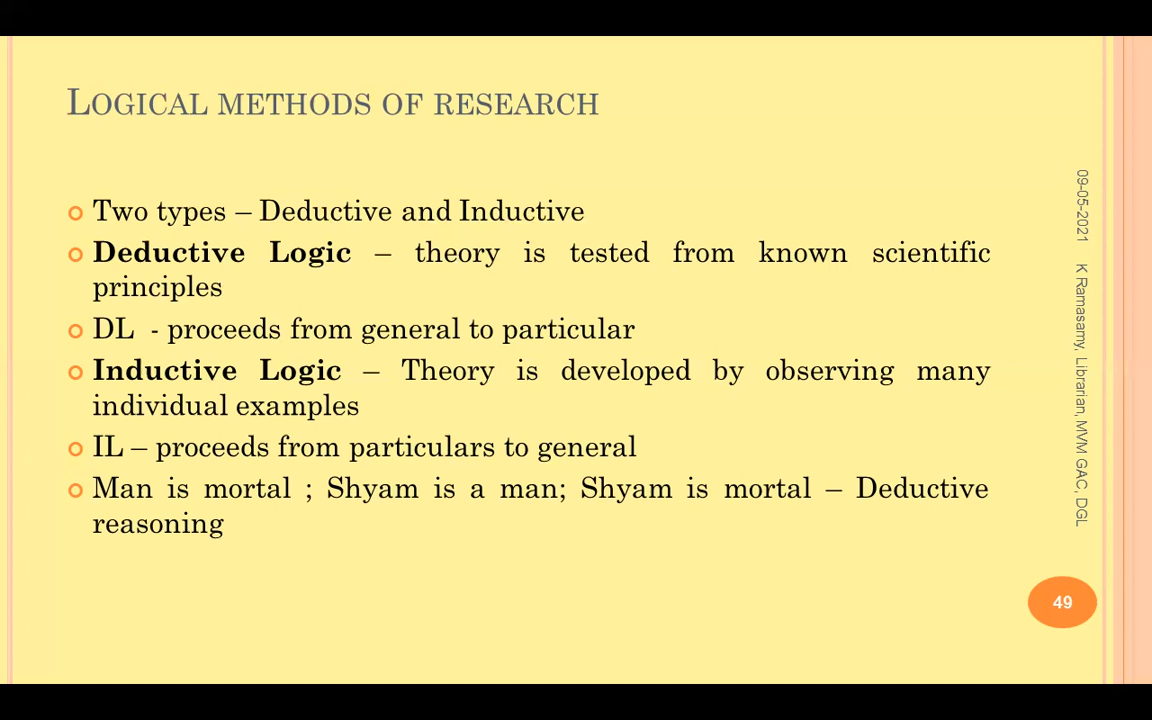 LOGICAL METHODS OF RESEARCH
Two types – Deductive and Inductive
Deductive Logic – theory is tested from known scientific
principles
DL - proceeds from general to particular
Inductive Logic – Theory is developed by observing many
individual examples
IL – proceeds from particulars to general
Man is mortal ; Shyam is a man; Shyam is mortal – Deductive
reasoning
09-05-2021 K Ramasamy, Librarian, MVM GAC, DGL
49